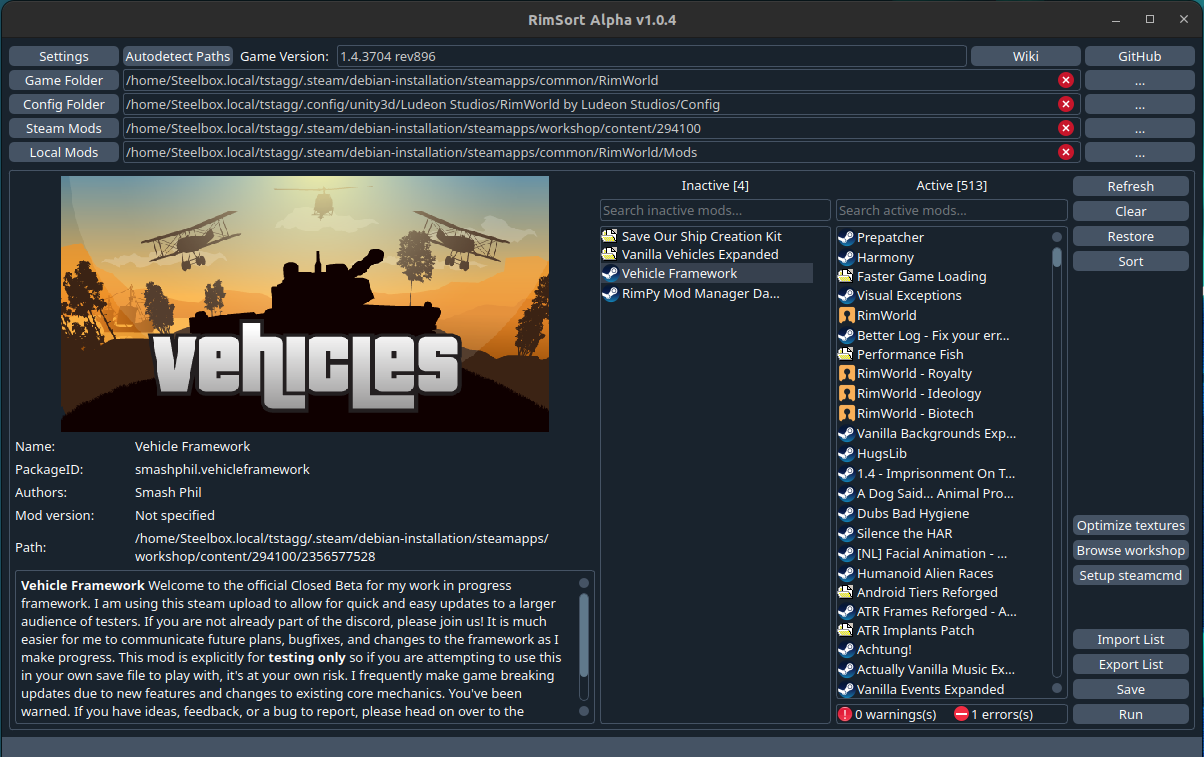 RimSort Alpha v1.0.4
Settings Autodetect Paths Game Version: 1.4.3704 rev896 Wiki GitHub
Game Folder /home/Steelbox.local/tstagg/.steam/debian-installation/steamapps/common/RimWorld ...
Config Folder /home/Steelbox.local/tstagg/.config/unity3d/Ludeon Studios/RimWorld by Ludeon Studios/Config ...
Steam Mods /home/Steelbox.local/tstagg/.steam/debian-installation/steamapps/workshop/content/294100 ...
Local Mods /home/Steelbox.local/tstagg/.steam/debian-installation/steamapps/common/RimWorld/Mods ...
vehicles
Name: Vehicle Framework
PackageID: smashphil.vehicleframework
Authors: Smash Phil
Mod version: Not specified
Path: /home/Steelbox.local/tstagg/.steam/debian-installation/steamapps/
workshop/content/294100/2356577528
Vehicle Framework Welcome to the official Closed Beta for my work in progress
framework. I am using this steam upload to allow for quick and easy updates to a larger
audience of testers. If you are not already part of the discord, please join us! It is much
easier for me to communicate future plans, bugfixes, and changes to the framework as I
make progress. This mod is explicitly for testing only so if you are attempting to use this
in your own save file to play with, it's at your own risk. I frequently make game breaking
updates due to new features and changes to existing core mechanics. You've been
warned. If you have ideas, feedback, or a bug to report, please head on over to the
Inactive [4]
Search inactive mods...
Save Our Ship Creation Kit
Vanilla Vehicles Expanded
Vehicle Framework
RimPy Mod Manager Da...
Active [513]
Search active mods...
Prepatcher
Harmony
Faster Game Loading
Visual Exceptions
RimWorld
Better Log - Fix your err...
Performance Fish
RimWorld - Royalty
RimWorld - Ideology
RimWorld - Biotech
Vanilla Backgrounds Exp...
HugsLib
1.4 - Imprisonment On T...
A Dog Said... Animal Pro...
Dubs Bad Hygiene
Silence the HAR
[NL] Facial Animation - ...
Humanoid Alien Races
Android Tiers Reforged
ATR Frames Reforged - A...
ATR Implants Patch
Achtung!
Actually Vanilla Music Ex...
Vanilla Events Expanded
0 warnings(s) 1 errors(s)
Refresh
Clear
Restore
Sort
Optimize textures
Browse workshop
Setup steamcmd
Import List
Export List
Save
Run